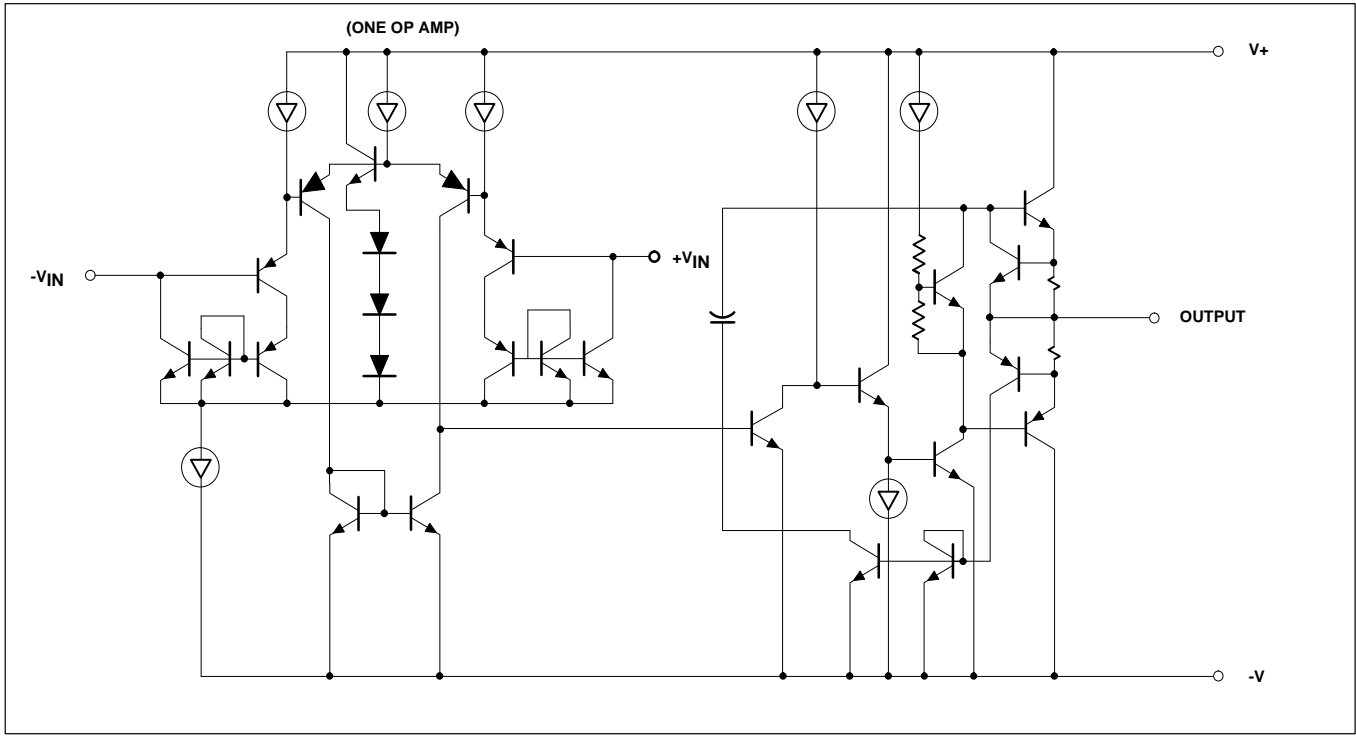 (ONE OP AMP)
V+
-VIN
+VIN
OUTPUT
-V